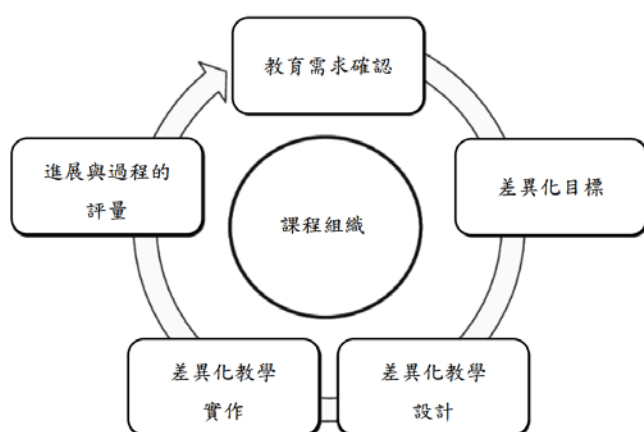 教育需求確認
進展與過程的
評量
差異化目標
課程組織
差異化教學
實作
差異化教學
設計